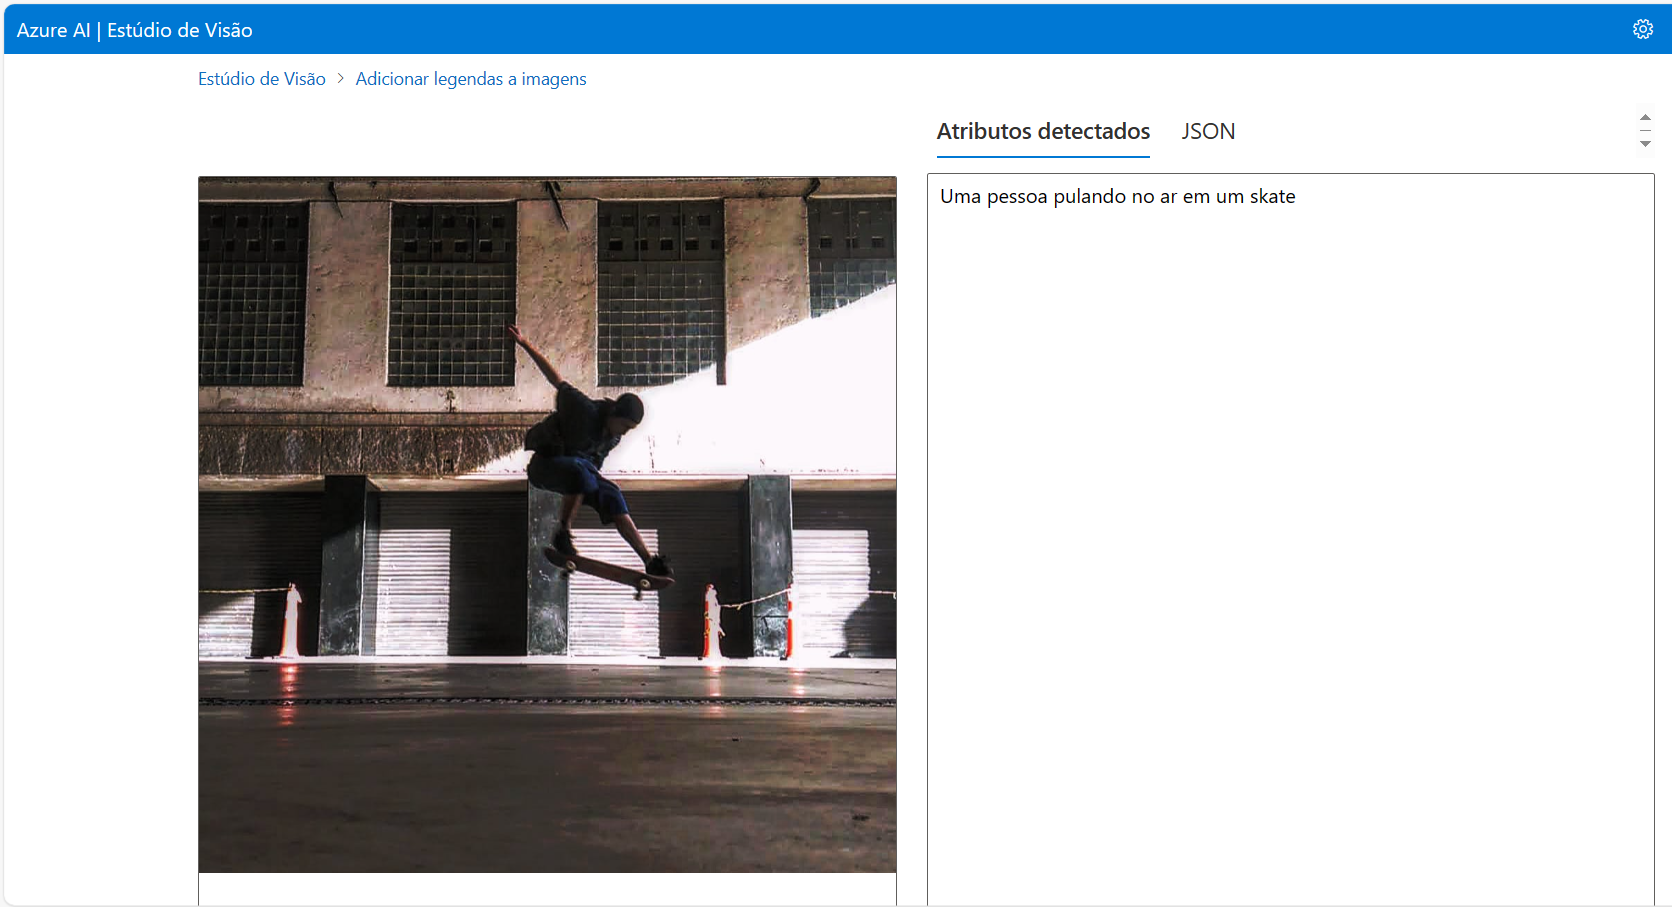 Azure AI | Estúdio de Visão
Estúdio de Visão > Adicionar legendas a imagens
Atributos detectados JSON
Uma pessoa pulando no ar em um skate